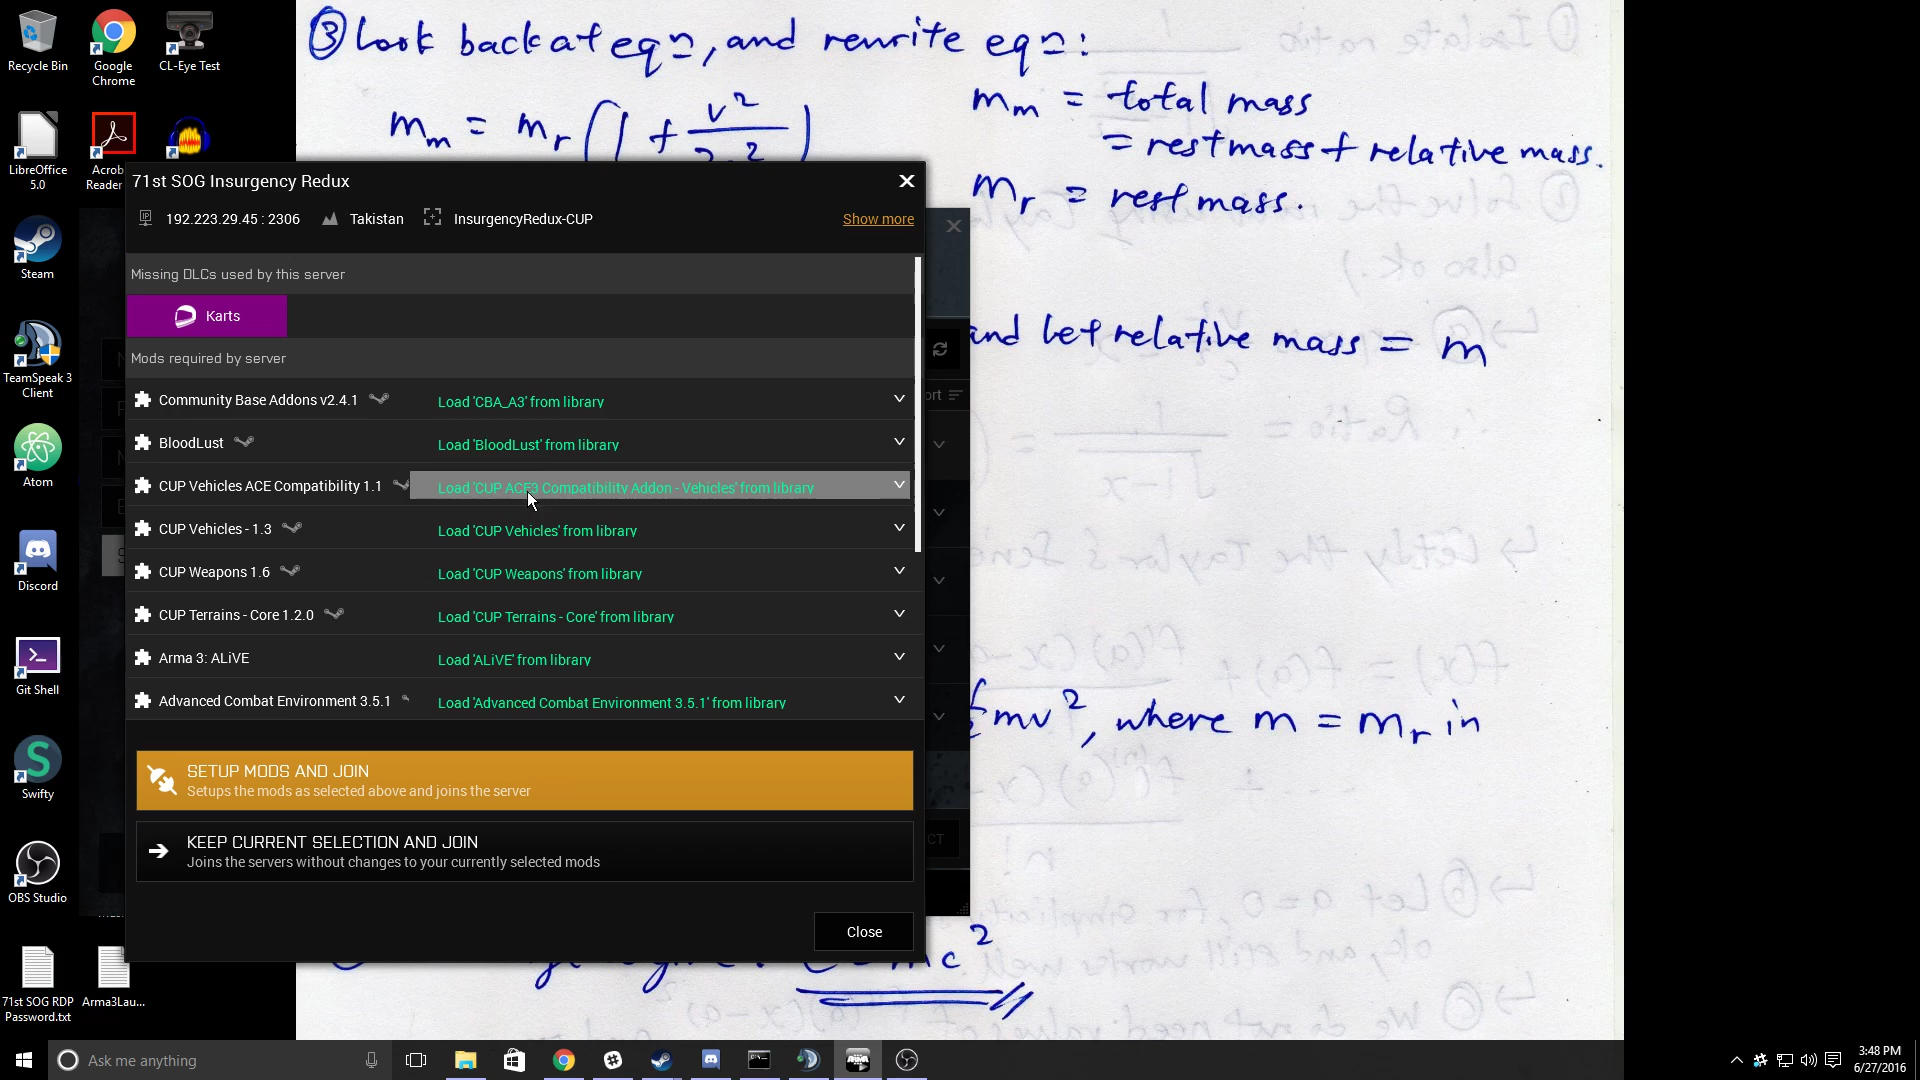 Recycle Bin
Google Chrome
CL-Eye Test
LibreOffice 5.0
Acrob
Reader
Steam
TeamSpeak 3 Client
Atom
Discord
Git Shell
Swifty
OBS Studio
71st SOG RDP Password.txt
Arma3Lau...
③ Look back at eqn, and rewrite eqn:
mm = mr (1 + v²
mm = total mass
= rest mass + relative mass.
mr = rest mass.
and let relative mass = m
mv², where m = mr in
c²
71st SOG Insurgency Redux
192.223.29.45 : 2306 Takistan InsurgencyRedux-CUP Show more
Missing DLCs used by this server
Karts
Mods required by server
Community Base Addons v2.4.1 Load 'CBA_A3' from library
BloodLust Load 'BloodLust' from library
CUP Vehicles ACE Compatibility 1.1 Load 'CUP ACE3 Compatibility Addon - Vehicles' from library
CUP Vehicles - 1.3 Load 'CUP Vehicles' from library
CUP Weapons 1.6 Load 'CUP Weapons' from library
CUP Terrains - Core 1.2.0 Load 'CUP Terrains - Core' from library
Arma 3: ALiVE Load 'ALiVE' from library
Advanced Combat Environment 3.5.1 Load 'Advanced Combat Environment 3.5.1' from library
SETUP MODS AND JOIN
Setups the mods as selected above and joins the server
KEEP CURRENT SELECTION AND JOIN
Joins the servers without changes to your currently selected mods
Close
Ask me anything
3:48 PM
6/27/2016